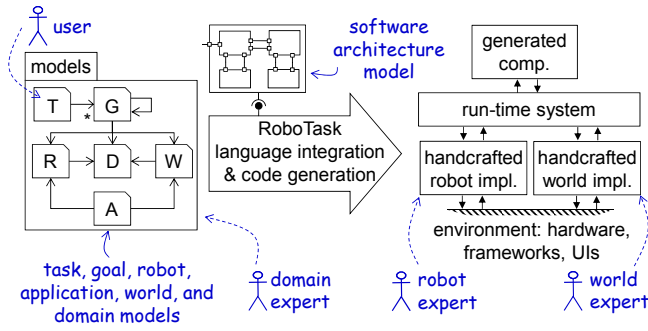 user
models
T
G
*
R
D
W
A
task, goal, robot,
application, world, and
domain models
software
architecture
model
RoboTask
language integration
& code generation
domain
expert
generated
comp.
run-time system
handcrafted
robot impl.
handcrafted
world impl.
environment: hardware,
frameworks, UIs
robot
expert
world
expert